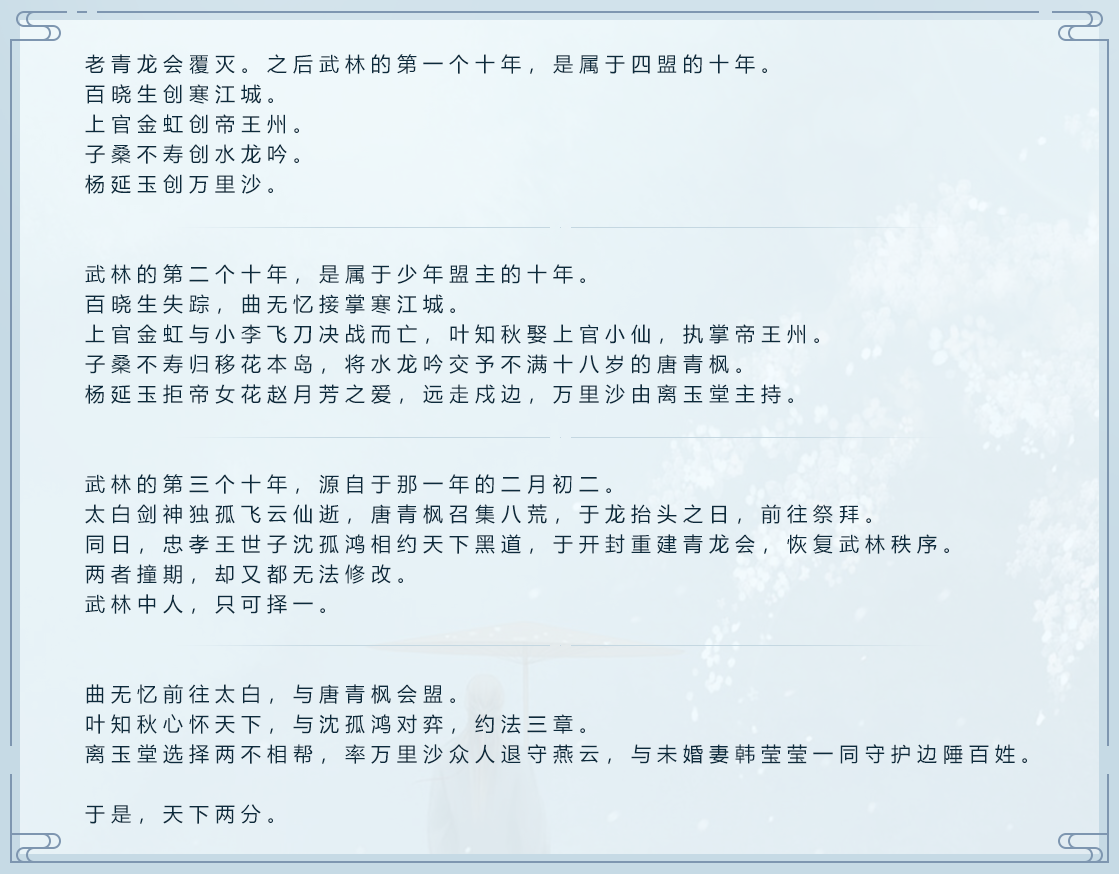 老青龙会覆灭。之后武林的第一个十年，是属于四盟的十年。
百晓生创寒江城。
上官金虹创帝王州。
子桑不寿创水龙吟。
杨延玉创万里沙。
武林的第二个十年，是属于少年盟主的十年。
百晓生失踪，曲无忆接掌寒江城。
上官金虹与小李飞刀决战而亡，叶知秋娶上官小仙，执掌帝王州。
子桑不寿归移花本岛，将水龙吟交予不满十八岁的唐青枫。
杨延玉拒帝女花赵月芳之爱，远走戍边，万里沙由离玉堂主持。
武林的第三个十年，源自于那一年的二月初二。
太白剑神独孤飞云仙逝，唐青枫召集八荒，于龙抬头之日，前往祭拜。
同日，忠孝王世子沈孤鸿相约天下黑道，于开封重建青龙会，恢复武林秩序。
两者撞期，却又都无法修改。
武林中人，只可择一。
曲无忆前往太白，与唐青枫会盟。
叶知秋心怀天下，与沈孤鸿对弈，约法三章。
离玉堂选择两不相帮，率万里沙众人退守燕云，与未婚妻韩莹莹一同守护边陲百姓。
于是，天下两分。